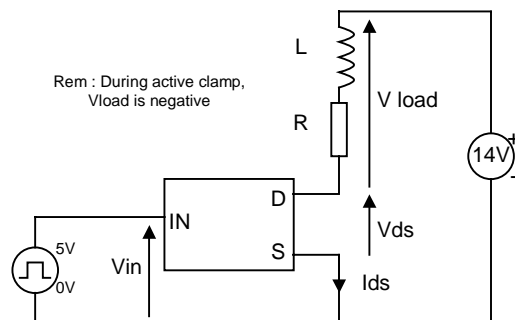 L
Rem : During active clamp,
Vload is negative
V load
R
14V
+
-
D
IN
Vds
5V
S
Vin
Ids
0V